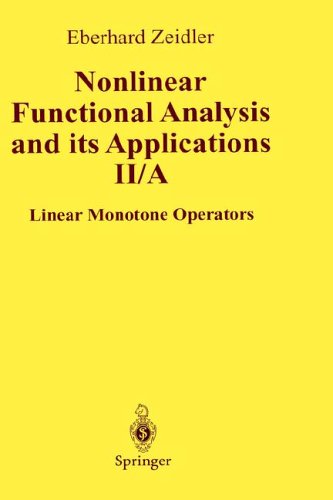 Eberhard Zeidler
Nonlinear
Functional Analysis
and its Applications
II/A
Linear Monotone Operators
Springer